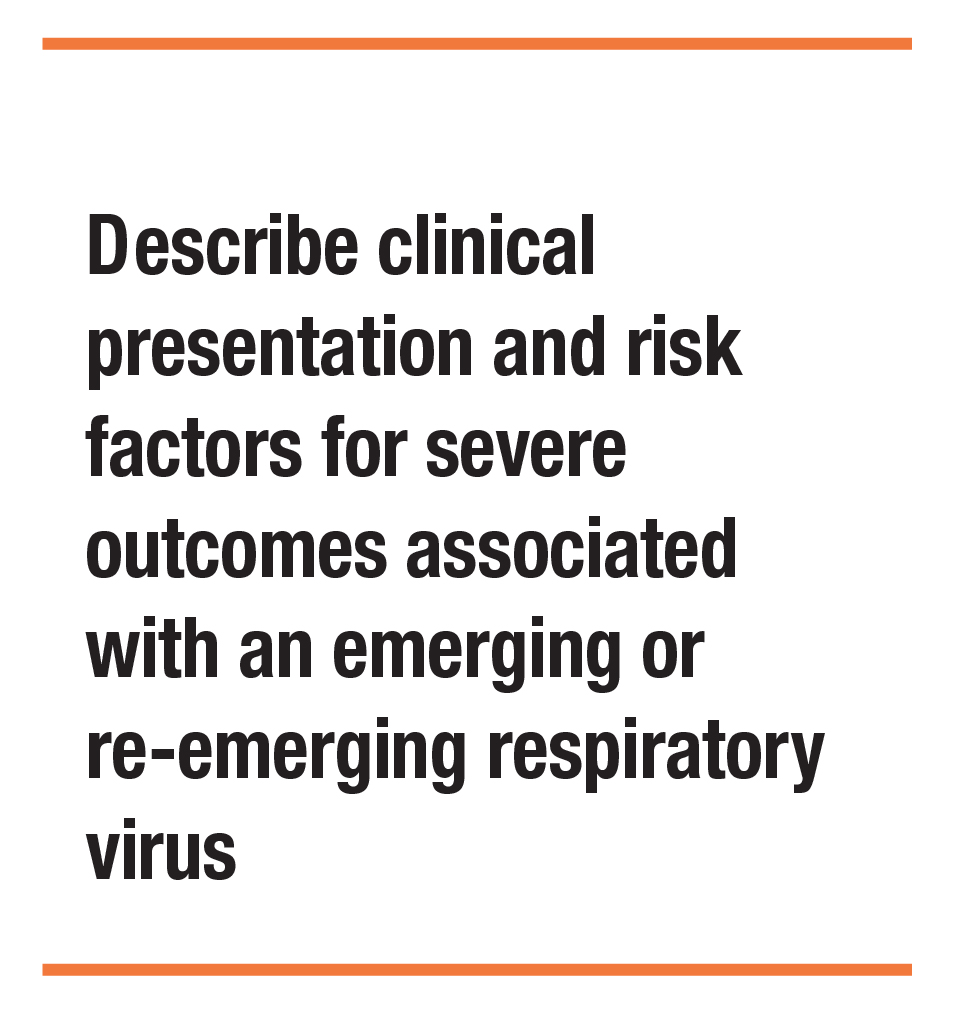 Describe clinical
presentation and risk
factors for severe
outcomes associated
with an emerging or
re-emerging respiratory
virus